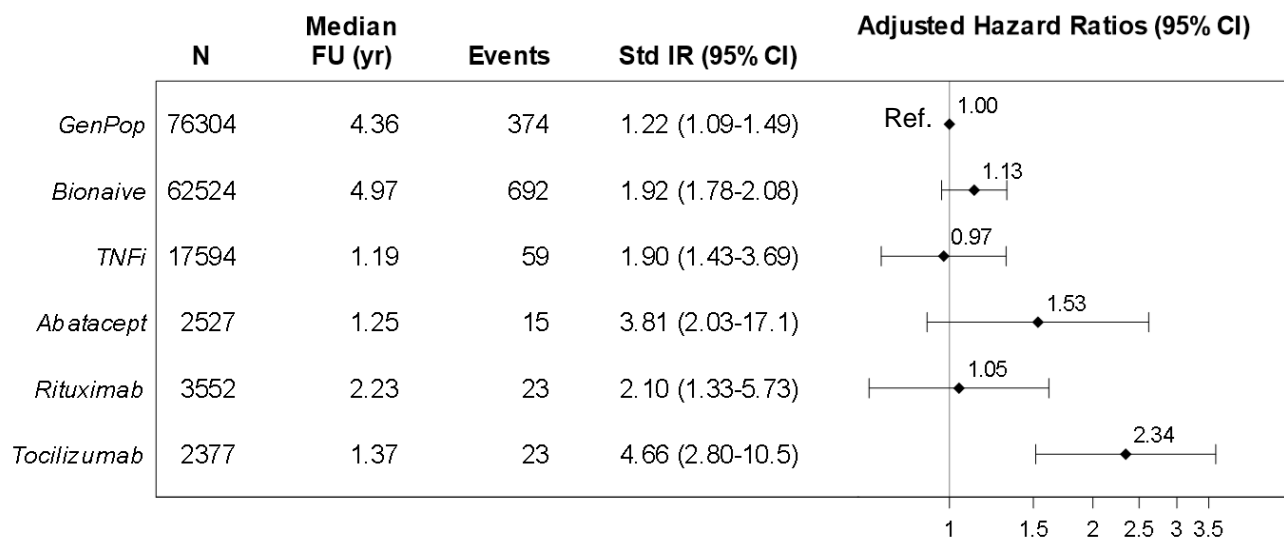 Adjusted Hazard Ratios (95% CI)
N Median FU (yr) Events Std IR (95% CI)
GenPop 76304 4.36 374 1.22 (1.09-1.49) Ref. 1.00
Bionaive 62524 4.97 692 1.92 (1.78-2.08) 1.13
TNFi 17594 1.19 59 1.90 (1.43-3.69) 0.97
Abatacept 2527 1.25 15 3.81 (2.03-17.1) 1.53
Rituximab 3552 2.23 23 2.10 (1.33-5.73) 1.05
Tocilizumab 2377 1.37 23 4.66 (2.80-10.5) 2.34
1 1.5 2 2.5 3 3.5